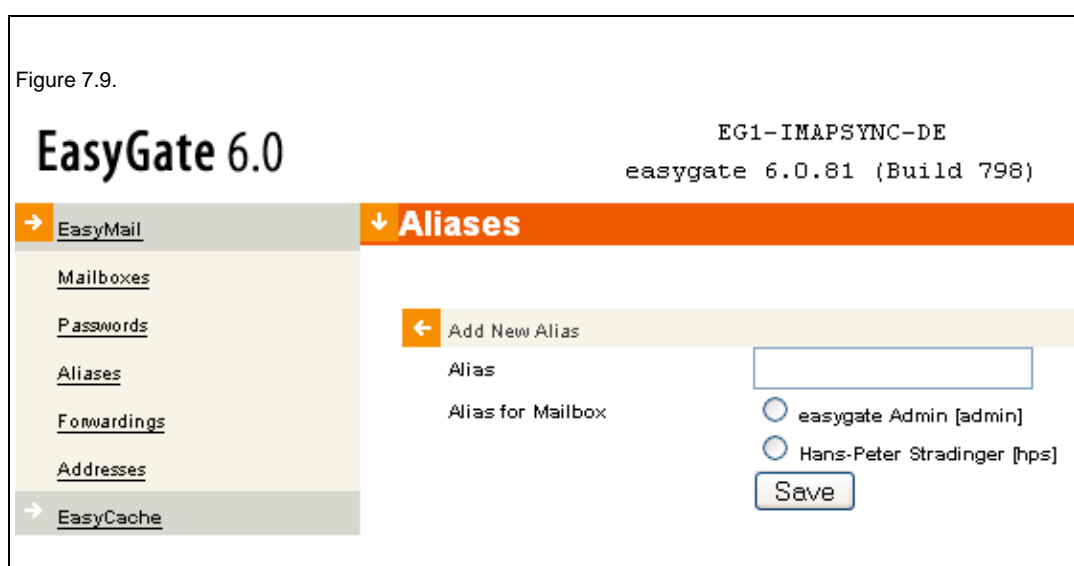 Figure 7.9.
EasyGate 6.0
EG1-IMAPSYNC-DE
easygate 6.0.81 (Build 798)
EasyMail
Mailboxes
Passwords
Aliases
Forwardings
Addresses
EasyCache
Aliases
Add New Alias
Alias
Alias for Mailbox
easygate Admin [admin]
Hans-Peter Stradinger [hps]
Save